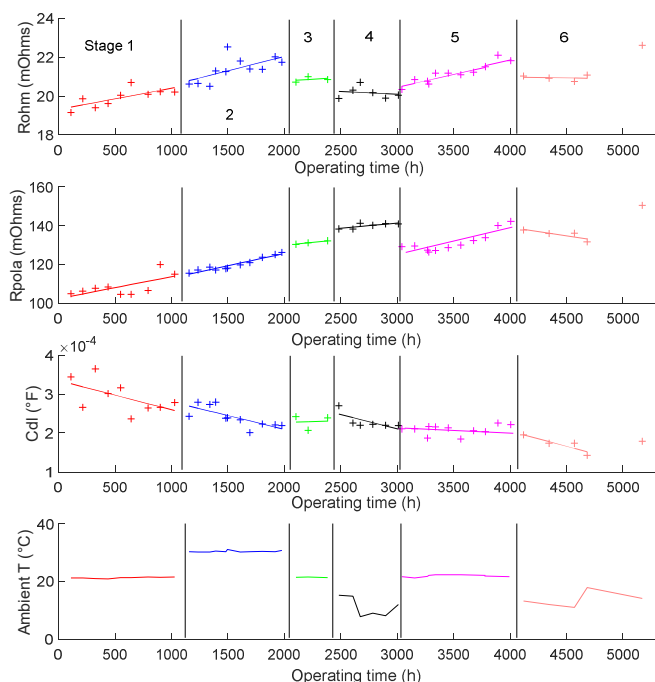 24
22
20
18
Rohm (mOhms)
Stage 1
2
3
4
5
6
0 500 1000 1500 2000 2500 3000 3500 4000 4500 5000
Operating time (h)
160
140
120
100
Rpola (mOhms)
0 500 1000 1500 2000 2500 3000 3500 4000 4500 5000
Operating time (h)
×10⁻⁴
4
3
2
1
Cdl (°F)
0 500 1000 1500 2000 2500 3000 3500 4000 4500 5000
Operating time (h)
40
20
0
Ambient T (°C)
0 500 1000 1500 2000 2500 3000 3500 4000 4500 5000
Operating time (h)